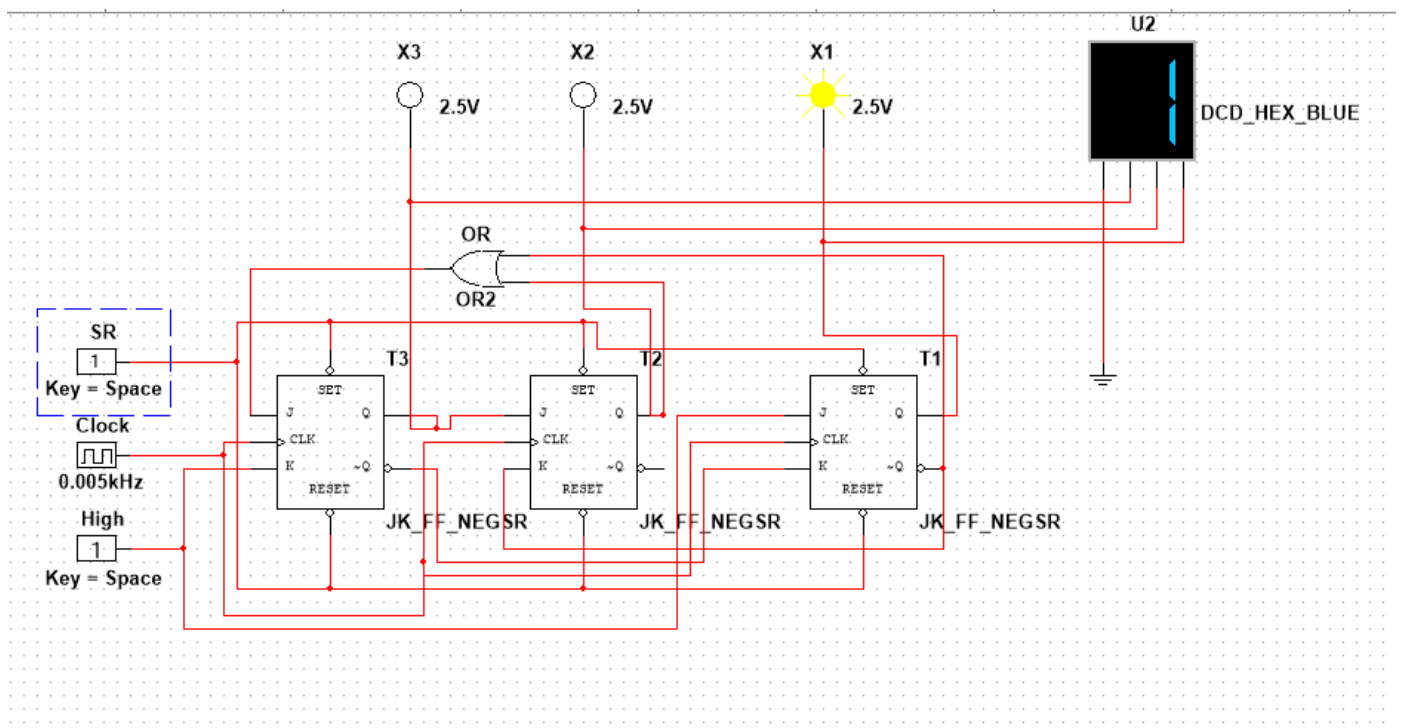 U2
X3
X2
X1
2.5V
2.5V
2.5V
1
DCD_HEX_BLUE
OR
OR2
SR
1
Key = Space
Clock
0.005kHz
High
1
Key = Space
T3
SET
J
Q
CLK
K
~Q
RESET
JK_FF_NEGSR
T2
SET
J
Q
CLK
K
~Q
RESET
JK_FF_NEGSR
T1
SET
J
Q
CLK
K
~Q
RESET
JK_FF_NEGSR